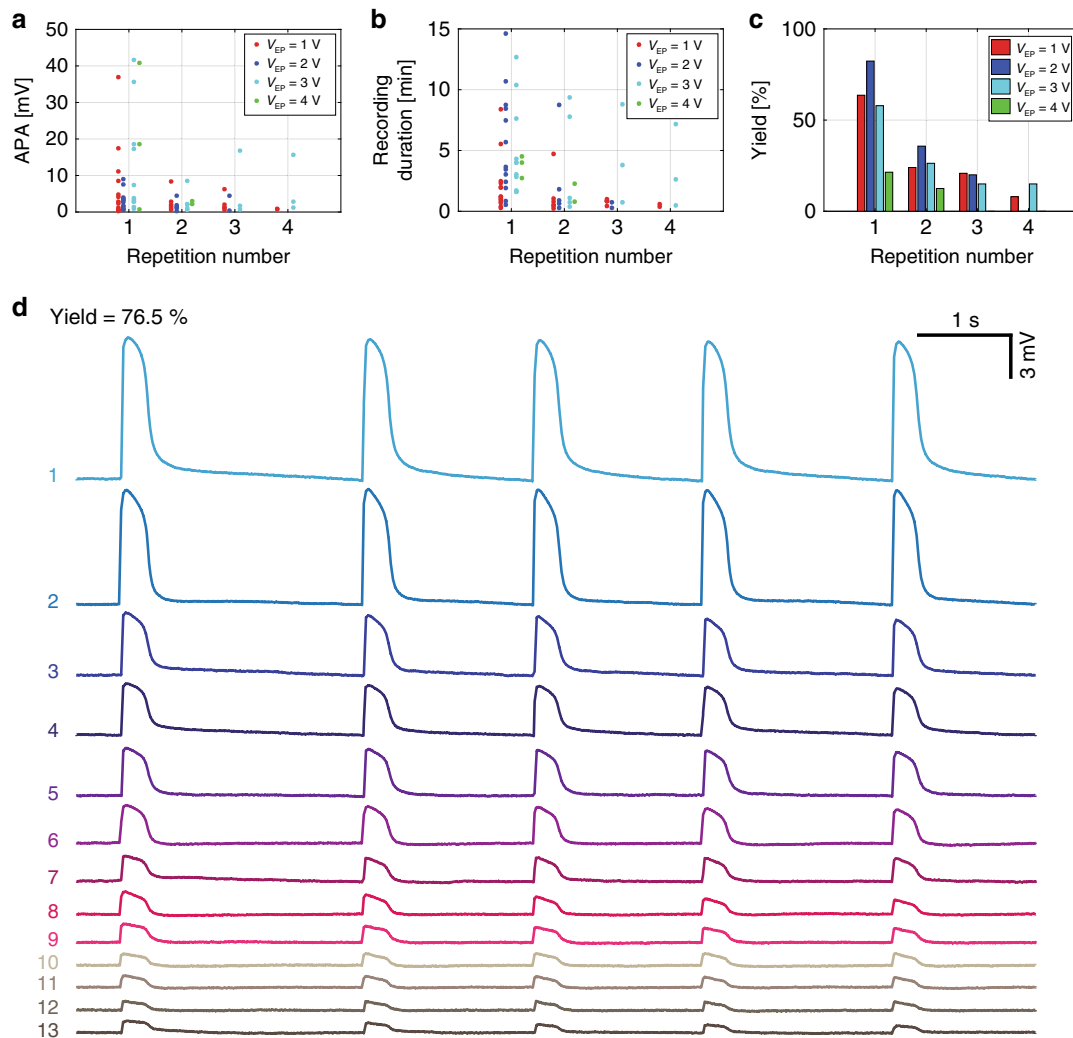 a
50
40
30
20
10
0
APA [mV]
1 2 3 4
Repetition number
V_EP = 1 V
V_EP = 2 V
V_EP = 3 V
V_EP = 4 V
b
15
10
5
0
Recording
duration [min]
1 2 3 4
Repetition number
V_EP = 1 V
V_EP = 2 V
V_EP = 3 V
V_EP = 4 V
c
100
50
0
Yield [%]
1 2 3 4
Repetition number
V_EP = 1 V
V_EP = 2 V
V_EP = 3 V
V_EP = 4 V
d
Yield = 76.5 %
1 s
3 mV
1
2
3
4
5
6
7
8
9
10
11
12
13